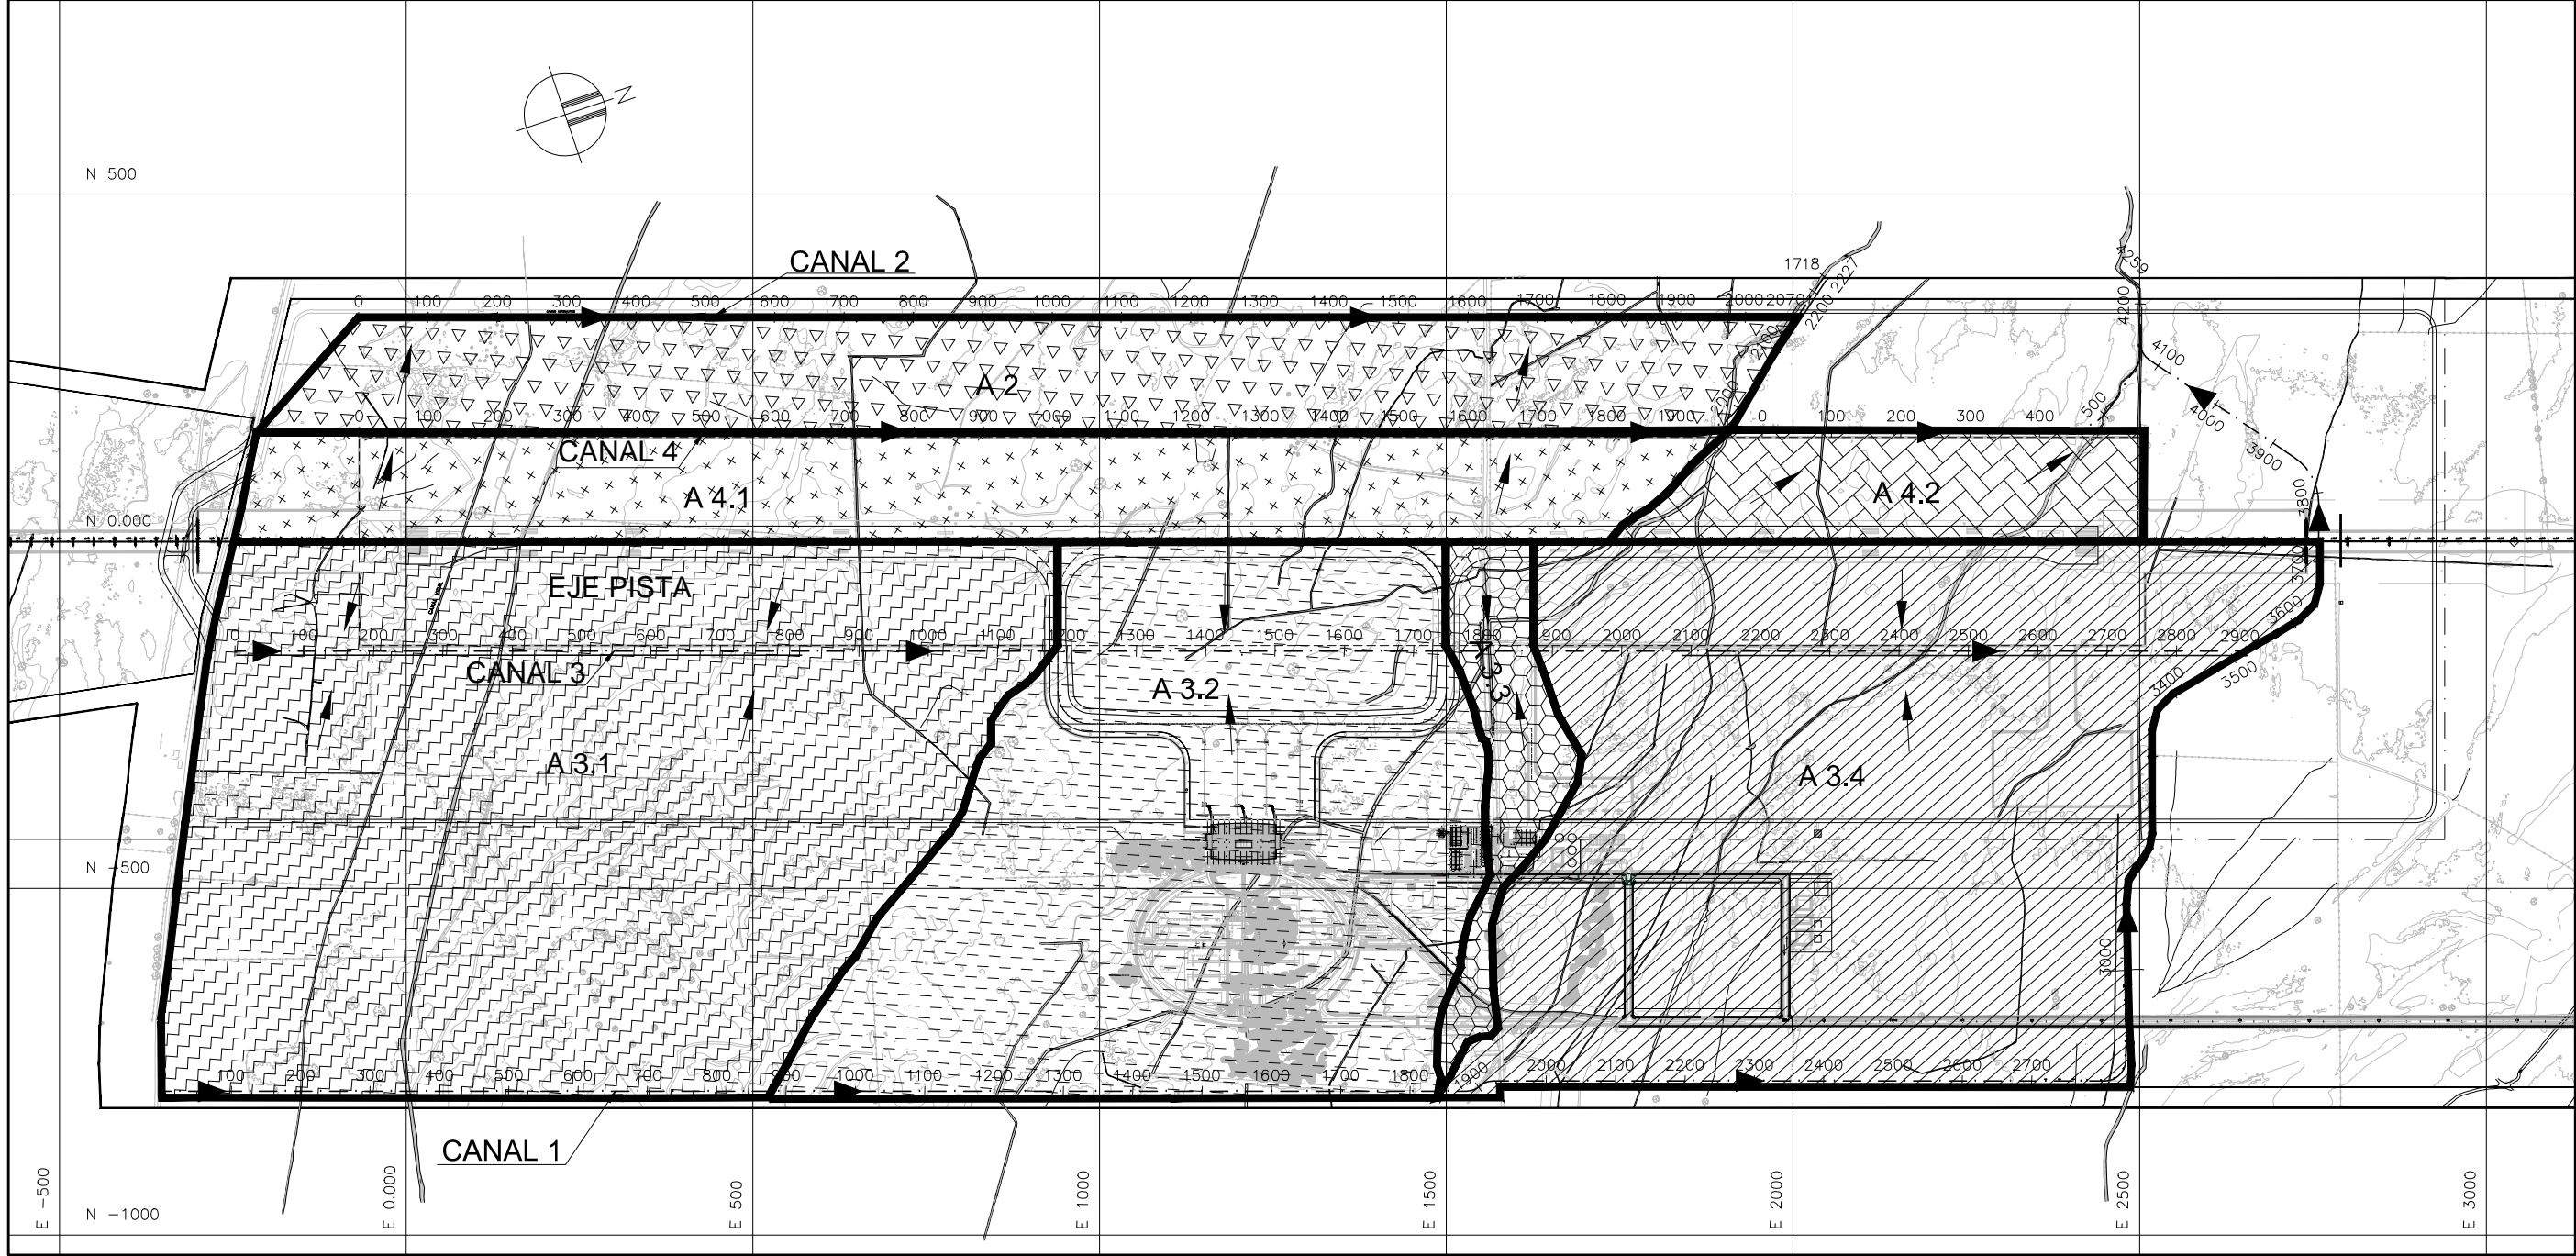 N
N 500
CANAL 2
1718
2227
4259
0 100 200 300 400 500 600 700 800 900 1000 1100 1200 1300 1400 1500 1600 1700 1800 1900 2000 2070
2200
4200
2100
4100
A 2
2000
500
4000
0 100 200 300 400 500 600 700 800 900 1000 1100 1200 1300 1400 1500 1600 1700 1800 1900 0 100 200 300 400
CANAL 4
3900
A 4.1
A 4.2
3800
N 0.000
3700
EJE PISTA
3600
0 100 200 300 400 500 600 700 800 900 1000 1100 1200 1300 1400 1500 1600 1700 1800 1900 2000 2100 2200 2300 2400 2500 2600 2700 2800 2900
CANAL 3
A 3.2
A 3.3
3400
3500
A 3.1
A 3.4
N -500
3000
100 200 300 400 500 600 700 800 900 1000 1100 1200 1300 1400 1500 1600 1700 1800 1900 2000 2100 2200 2300 2400 2500 2600 2700
CANAL 1
E -500
E 0.000
E 500
E 1000
E 1500
E 2000
E 2500
E 3000
N -1000